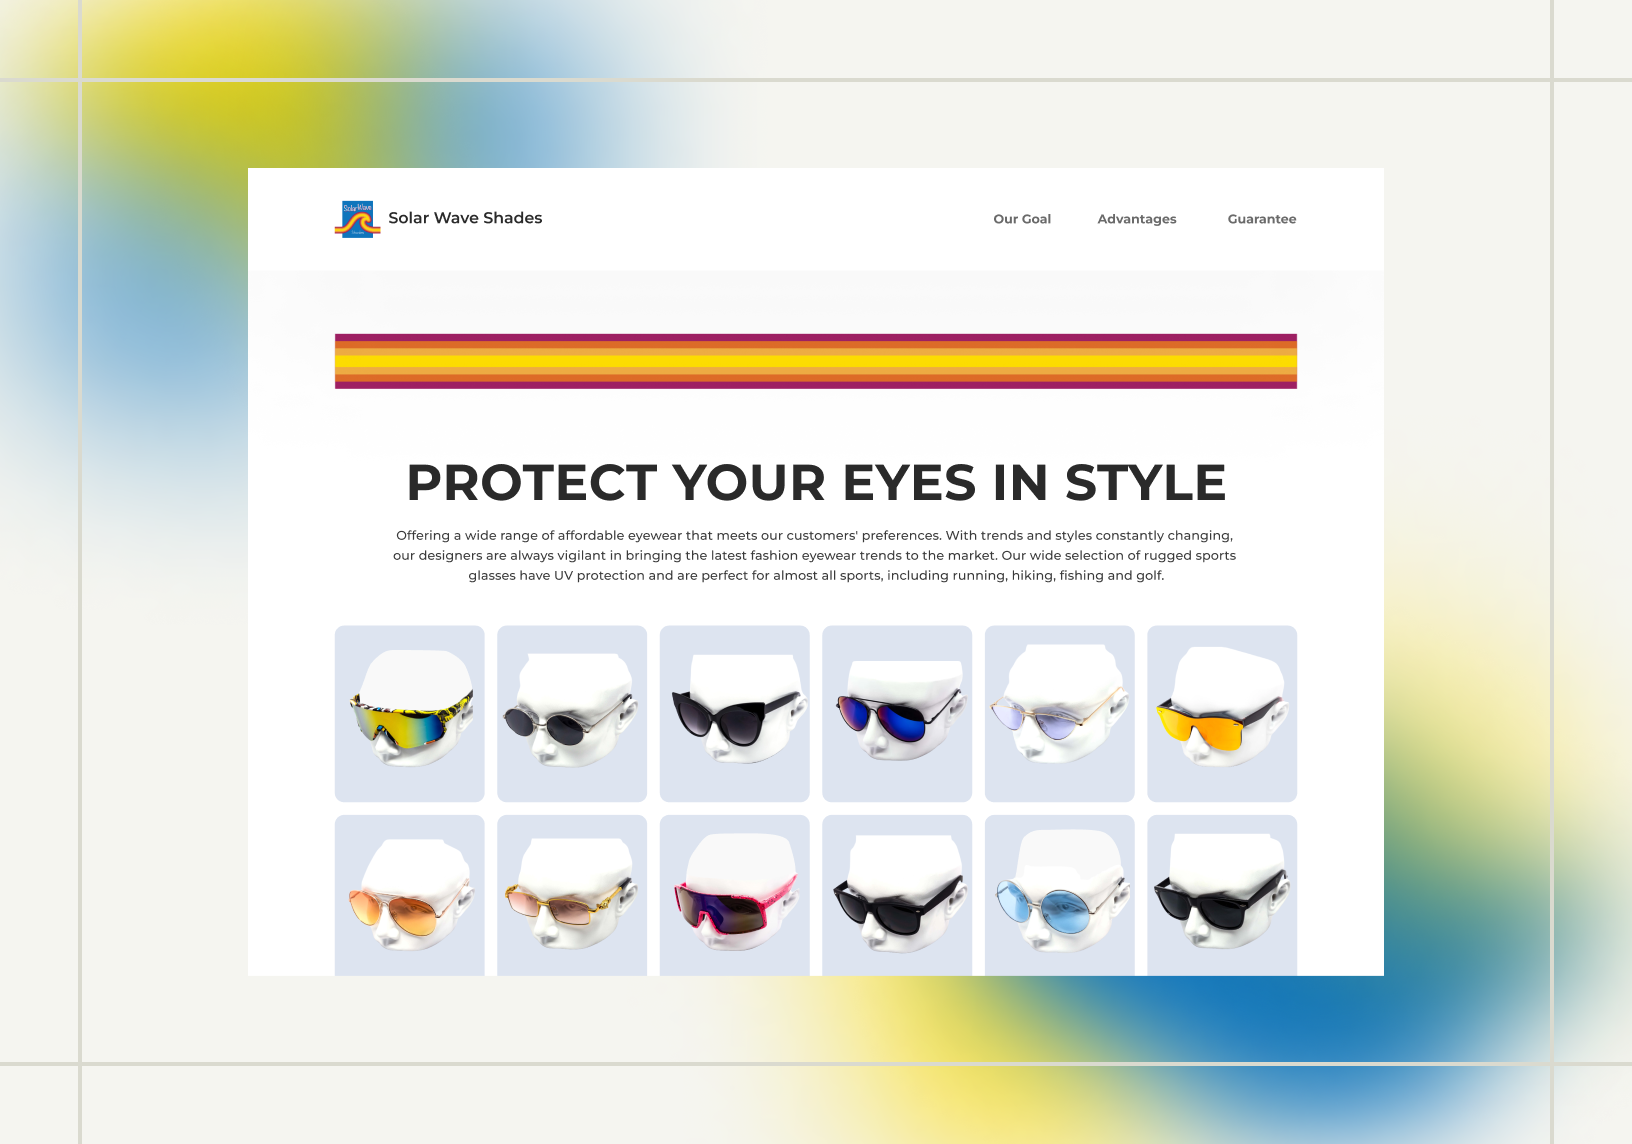 Solar Wave
Solar Wave Shades
Our Goal
Advantages
Guarantee
PROTECT YOUR EYES IN STYLE
Offering a wide range of affordable eyewear that meets our customers' preferences. With trends and styles constantly changing,
our designers are always vigilant in bringing the latest fashion eyewear trends to the market. Our wide selection of rugged sports
glasses have UV protection and are perfect for almost all sports, including running, hiking, fishing and golf.